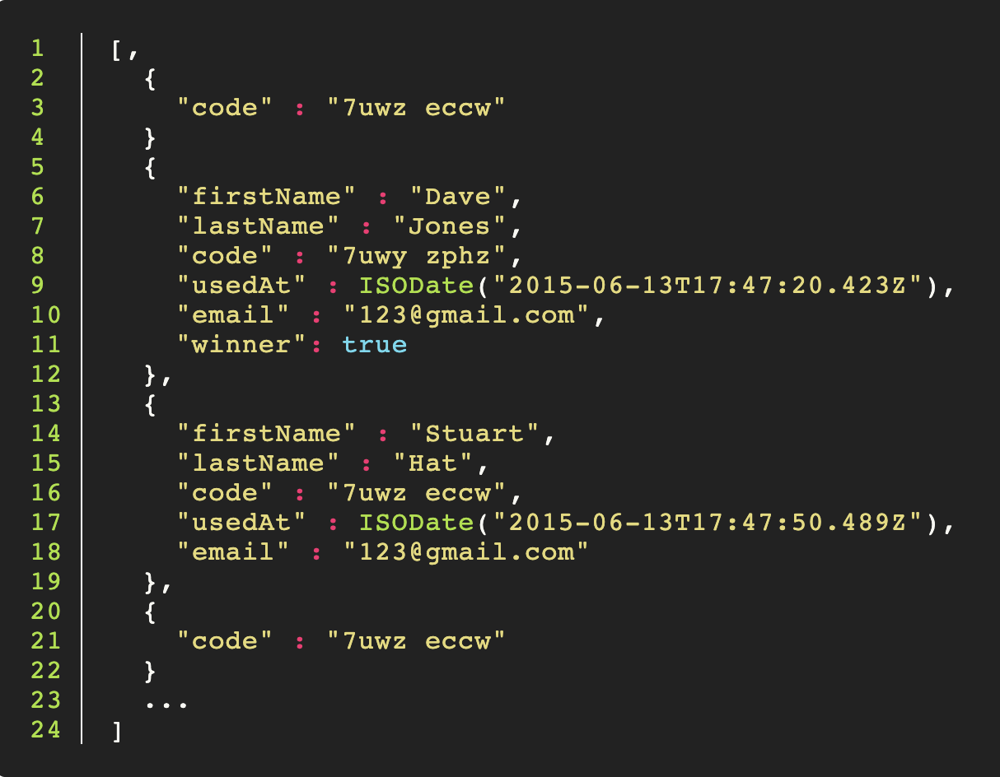 1 [,
2 {
3 "code" : "7uwz eccw"
4 }
5 {
6 "firstName" : "Dave",
7 "lastName" : "Jones",
8 "code" : "7uwy zphz",
9 "usedAt" : ISODate("2015-06-13T17:47:20.423Z"),
10 "email" : "123@gmail.com",
11 "winner": true
12 },
13 {
14 "firstName" : "Stuart",
15 "lastName" : "Hat",
16 "code" : "7uwz eccw",
17 "usedAt" : ISODate("2015-06-13T17:47:50.489Z"),
18 "email" : "123@gmail.com"
19 },
20 {
21 "code" : "7uwz eccw"
22 }
23 ...
24 ]